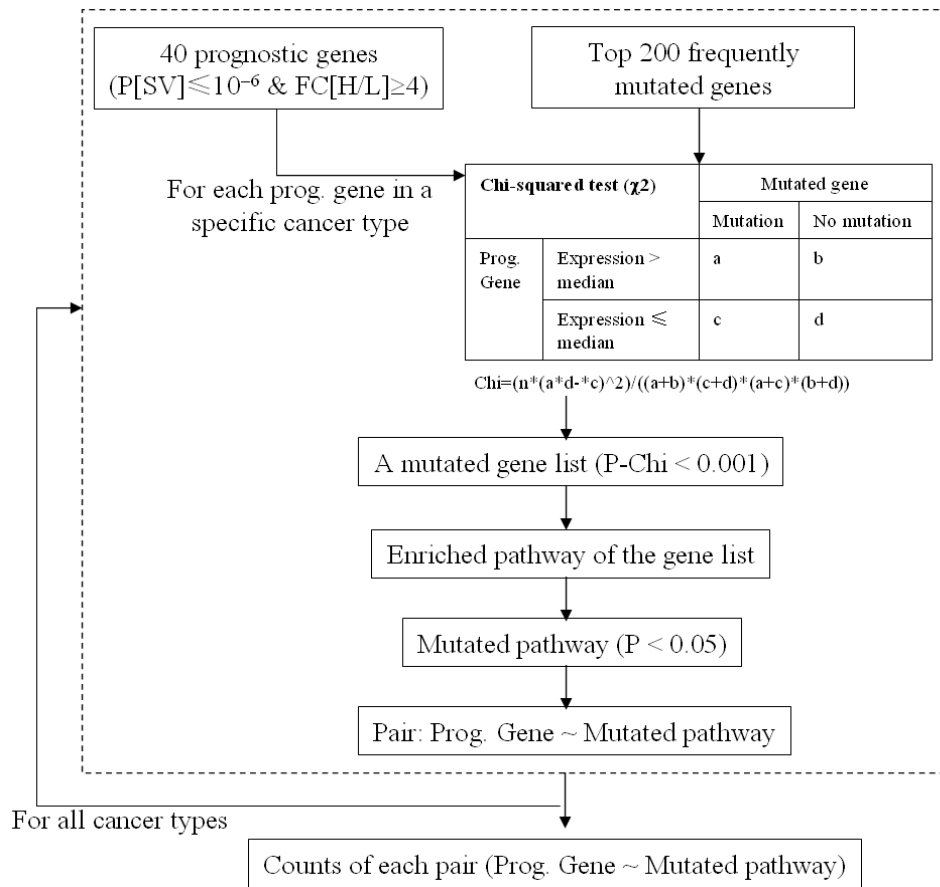 40 prognostic genes
(P[SV]≤10⁻⁶ & FC[H/L]≥4)
Top 200 frequently
mutated genes
For each prog. gene in a
specific cancer type
Chi-squared test (χ2)
Mutated gene
Mutation
No mutation
Prog.
Gene
Expression >
median
a
b
Expression ≤
median
c
d
Chi=(n*(a*d-*c)^2)/((a+b)*(c+d)*(a+c)*(b+d))
A mutated gene list (P-Chi < 0.001)
Enriched pathway of the gene list
Mutated pathway (P < 0.05)
Pair: Prog. Gene ~ Mutated pathway
For all cancer types
Counts of each pair (Prog. Gene ~ Mutated pathway)